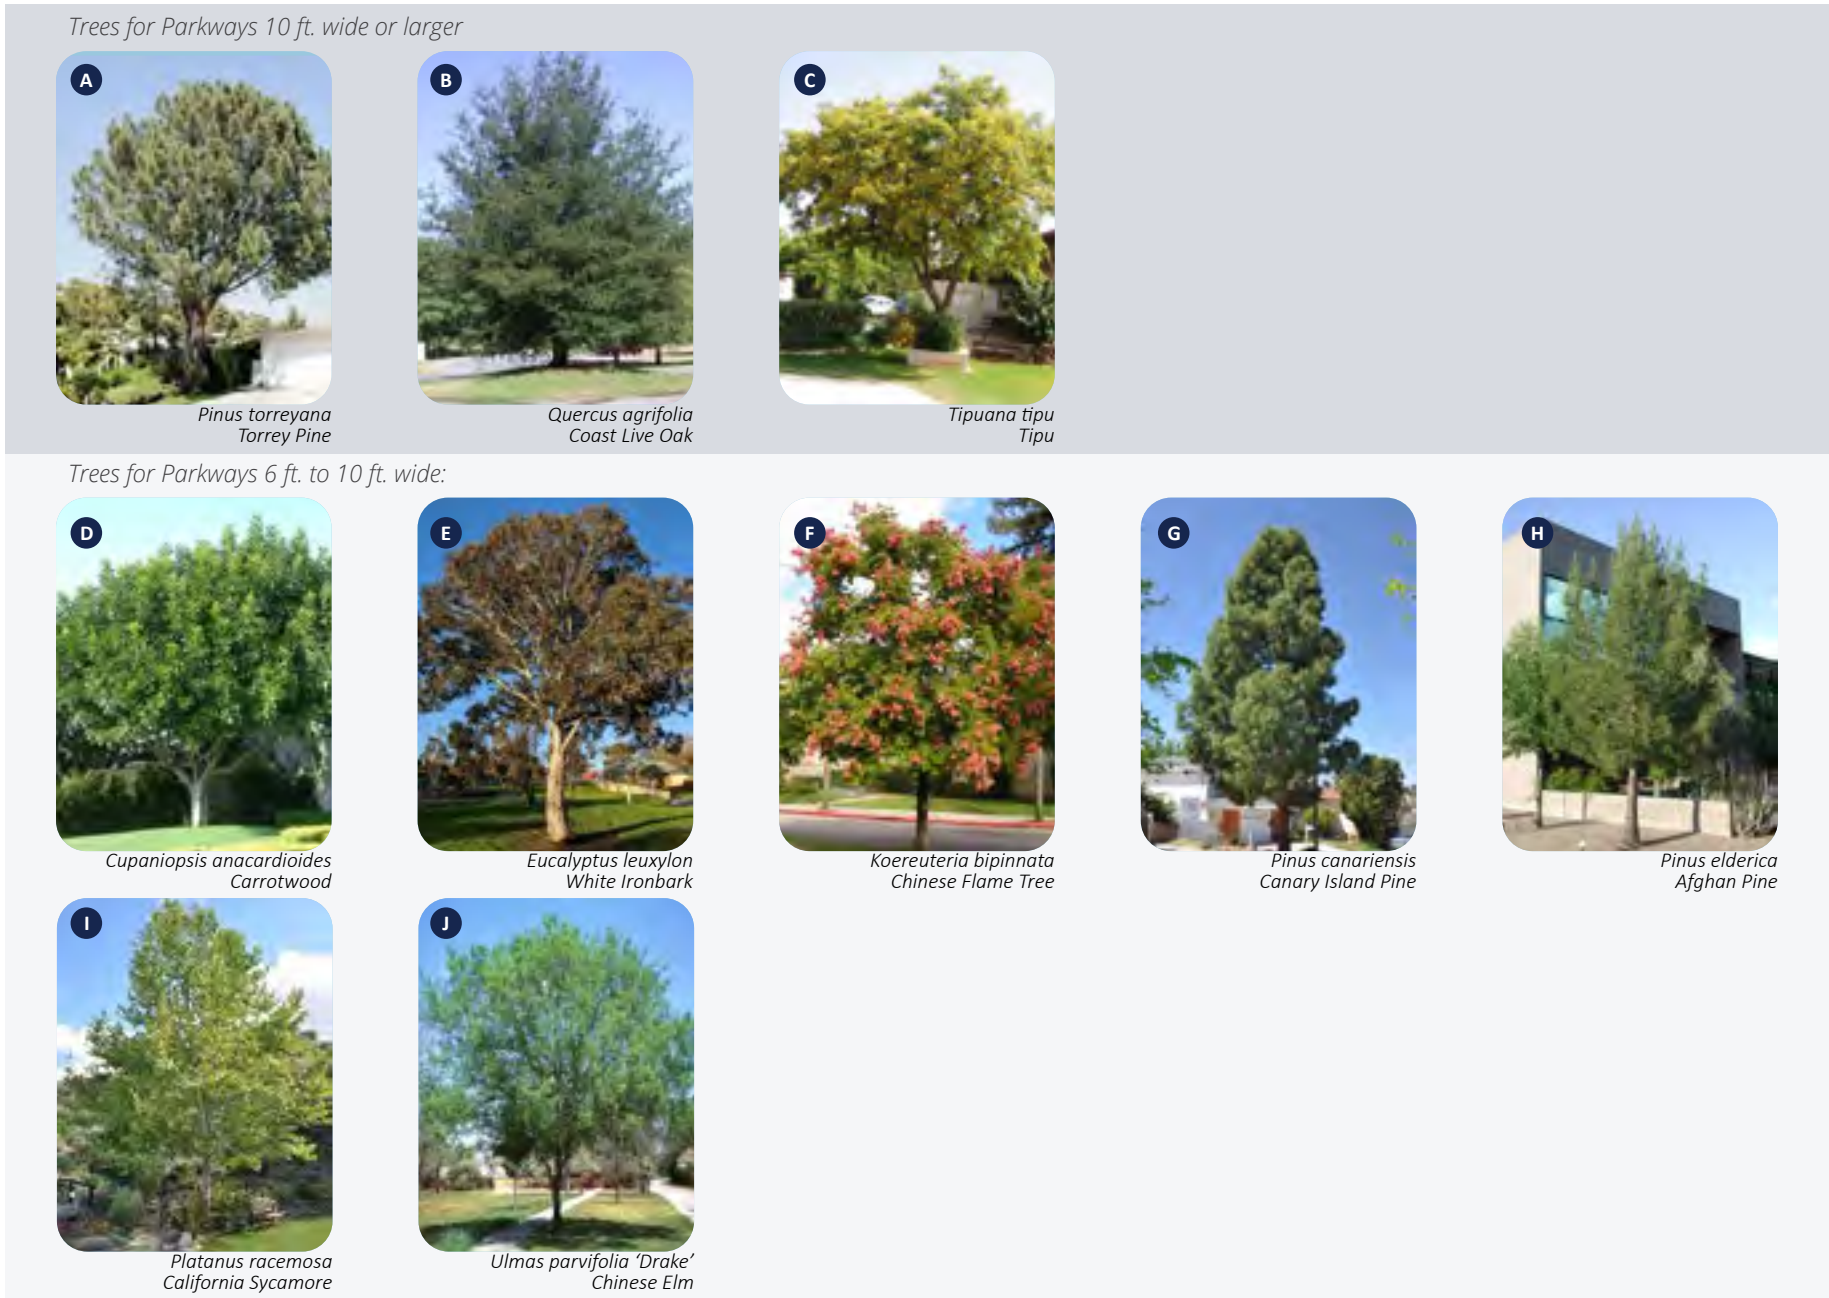 Trees for Parkways 10 ft. wide or larger
A
B
C
Pinus torreyana
Torrey Pine
Quercus agrifolia
Coast Live Oak
Tipuana tipu
Tipu
Trees for Parkways 6 ft. to 10 ft. wide:
D
E
F
G
H
Cupaniopsis anacardioides
Carrotwood
Eucalyptus leuxylon
White Ironbark
Koereuteria bipinnata
Chinese Flame Tree
Pinus canariensis
Canary Island Pine
Pinus elderica
Afghan Pine
I
J
Platanus racemosa
California Sycamore
Ulmas parvifolia ‘Drake’
Chinese Elm